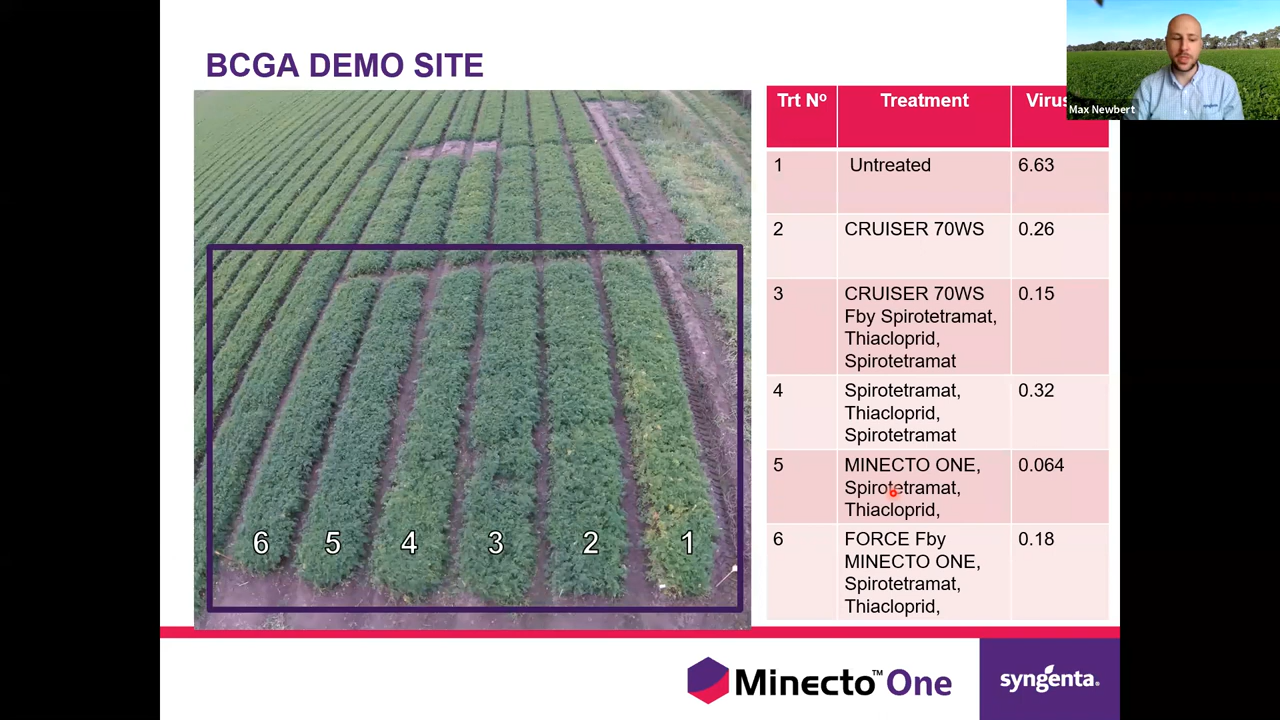 BCGA DEMO SITE
Trt Nº Treatment
Max Newbert
1 Untreated 6.63
2 CRUISER 70WS 0.26
3 CRUISER 70WS 0.15
Fby Spirotetramat,
Thiacloprid,
Spirotetramat
4 Spirotetramat, 0.32
Thiacloprid,
Spirotetramat
5 MINECTO ONE, 0.064
Spirotetramat,
Thiacloprid,
6 FORCE Fby 0.18
MINECTO ONE,
Spirotetramat,
Thiacloprid,
6 5 4 3 2 1
Minecto™ One
syngenta®